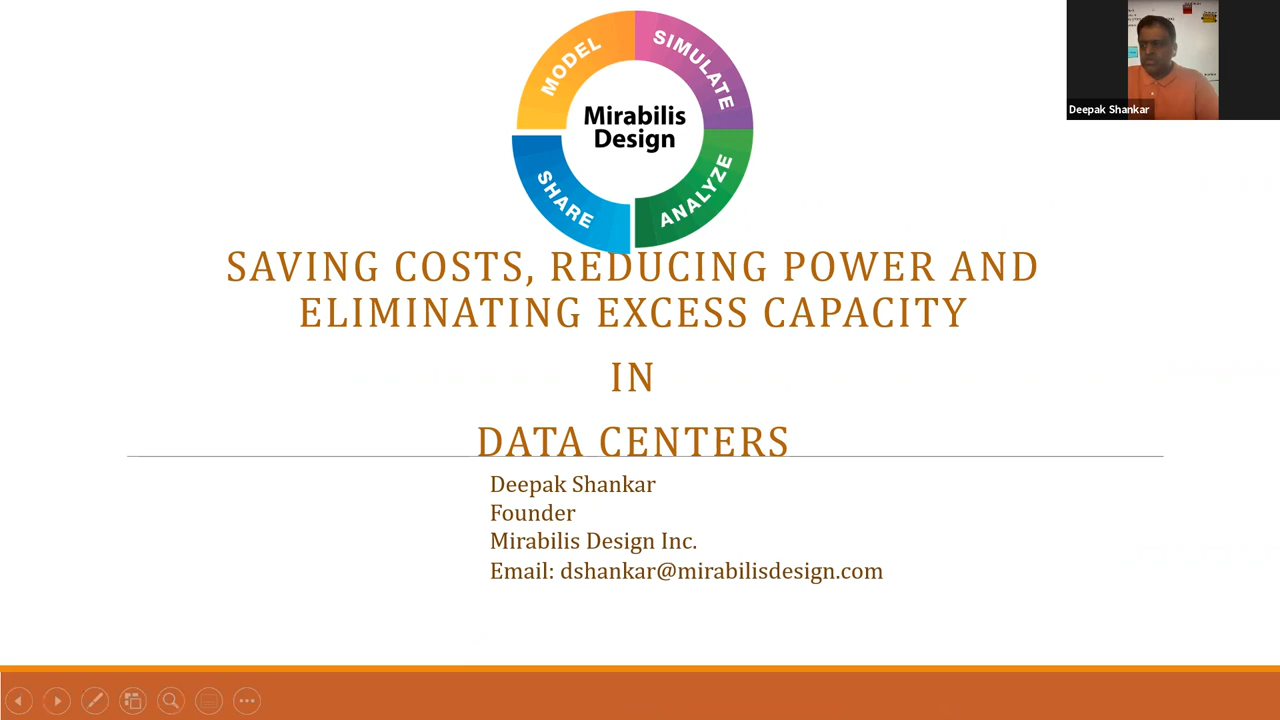 MODEL
SIMULATE
Mirabilis
Design
SHARE
ANALYZE
Deepak Shankar
SAVING COSTS, REDUCING POWER AND
ELIMINATING EXCESS CAPACITY
IN
DATA CENTERS
Deepak Shankar
Founder
Mirabilis Design Inc.
Email: dshankar@mirabilisdesign.com